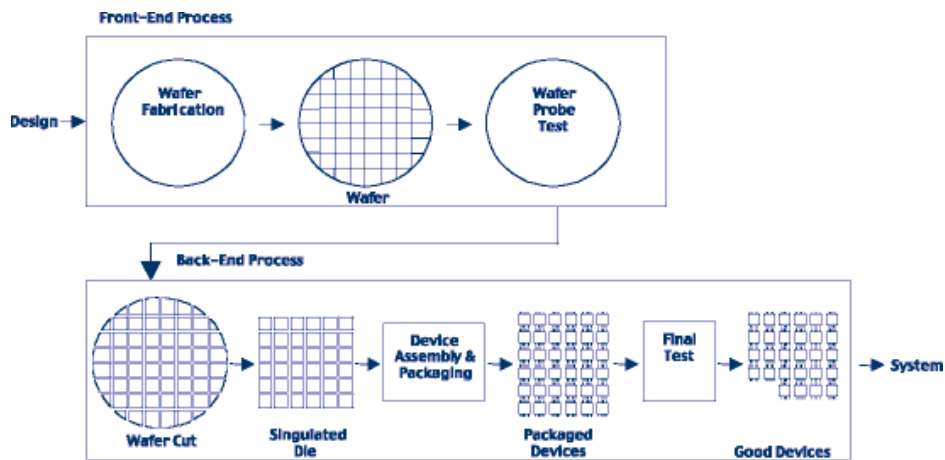 Front-End Process
Wafer
Fabrication
Wafer
Probe
Test
Design
Wafer
Back-End Process
Device
Assembly &
Packaging
Final
Test
System
Wafer Cut
Singulated
Die
Packaged
Devices
Good Devices